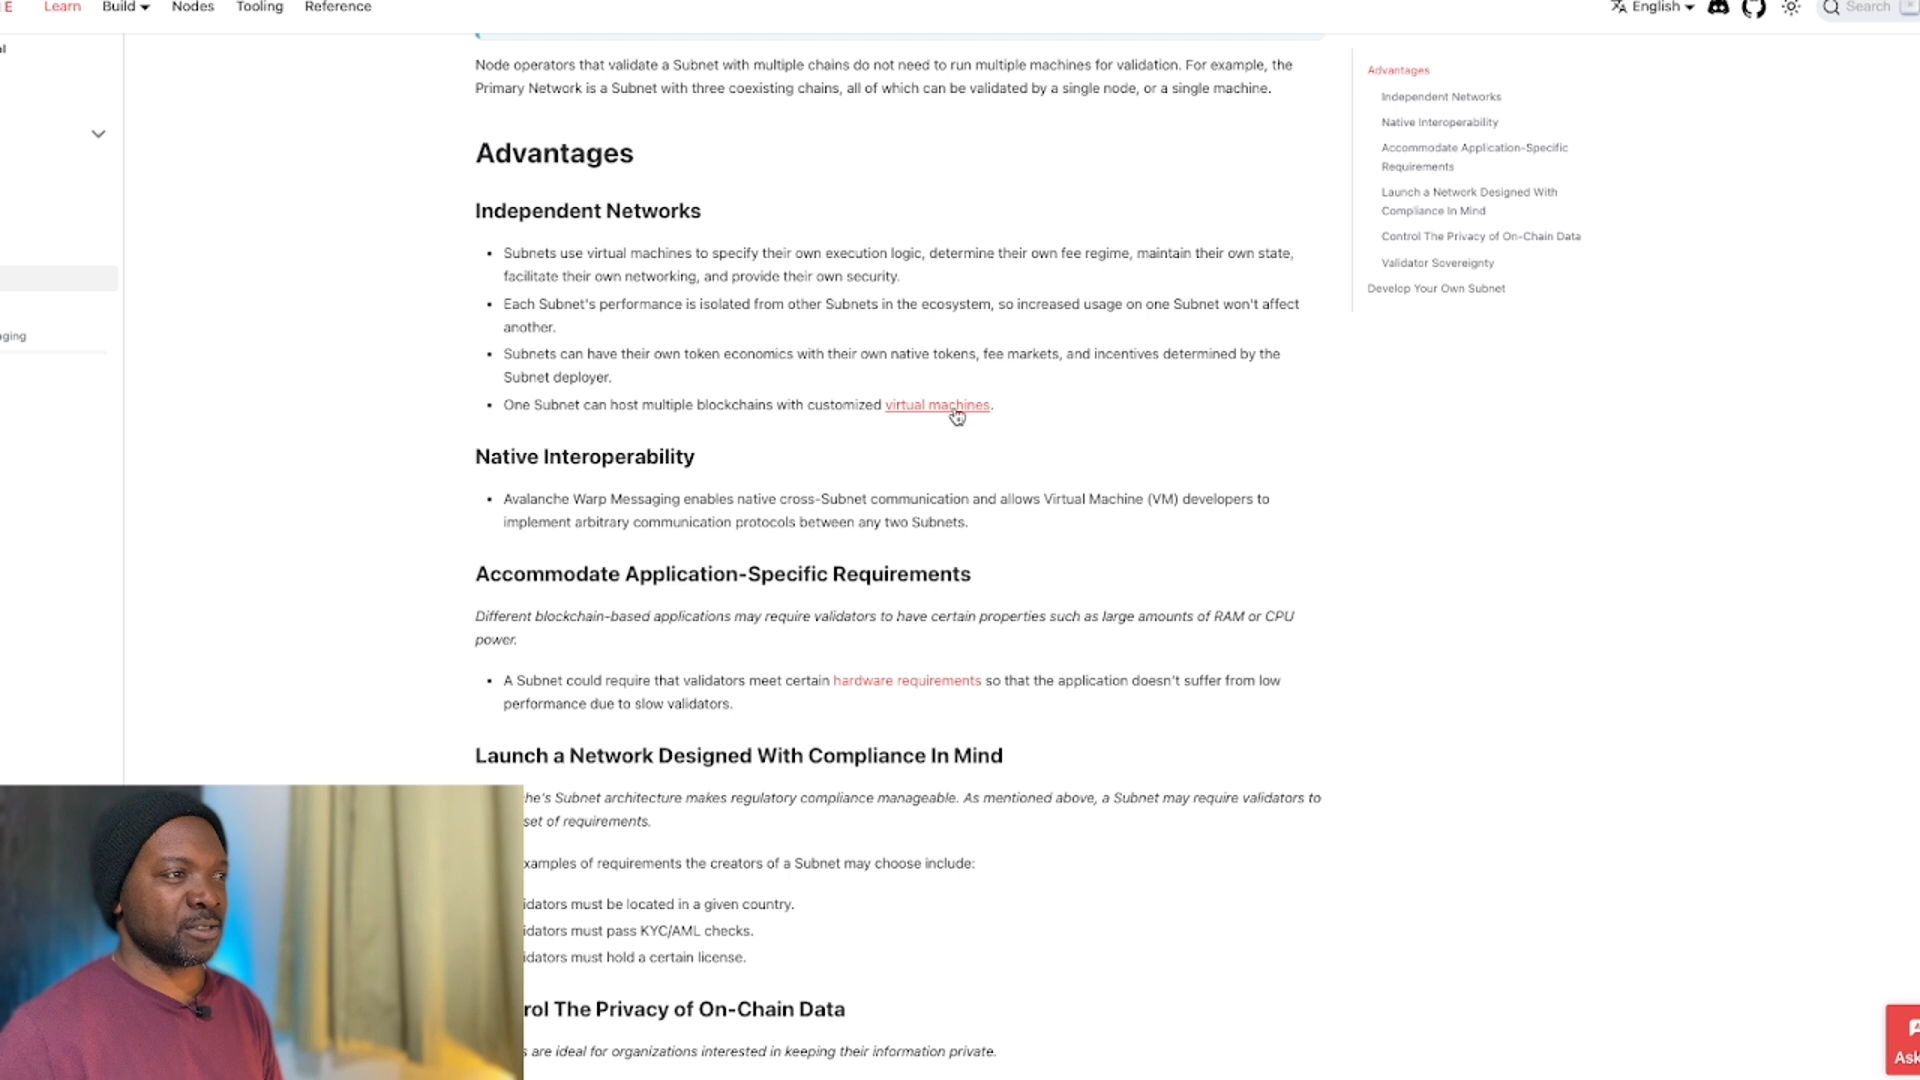 E Learn Build Nodes Tooling Reference English Search
al
aging
Node operators that validate a Subnet with multiple chains do not need to run multiple machines for validation. For example, the
Primary Network is a Subnet with three coexisting chains, all of which can be validated by a single node, or a single machine.
Advantages
Independent Networks
• Subnets use virtual machines to specify their own execution logic, determine their own fee regime, maintain their own state,
facilitate their own networking, and provide their own security.
• Each Subnet's performance is isolated from other Subnets in the ecosystem, so increased usage on one Subnet won't affect
another.
• Subnets can have their own token economics with their own native tokens, fee markets, and incentives determined by the
Subnet deployer.
• One Subnet can host multiple blockchains with customized virtual machines.
Native Interoperability
• Avalanche Warp Messaging enables native cross-Subnet communication and allows Virtual Machine (VM) developers to
implement arbitrary communication protocols between any two Subnets.
Accommodate Application-Specific Requirements
Different blockchain-based applications may require validators to have certain properties such as large amounts of RAM or CPU
power.
• A Subnet could require that validators meet certain hardware requirements so that the application doesn't suffer from low
performance due to slow validators.
Launch a Network Designed With Compliance In Mind
he's Subnet architecture makes regulatory compliance manageable. As mentioned above, a Subnet may require validators to
set of requirements.
xamples of requirements the creators of a Subnet may choose include:
idators must be located in a given country.
idators must pass KYC/AML checks.
idators must hold a certain license.
rol The Privacy of On-Chain Data
s are ideal for organizations interested in keeping their information private.
Advantages
Independent Networks
Native Interoperability
Accommodate Application-Specific
Requirements
Launch a Network Designed With
Compliance In Mind
Control The Privacy of On-Chain Data
Validator Sovereignty
Develop Your Own Subnet
Ask